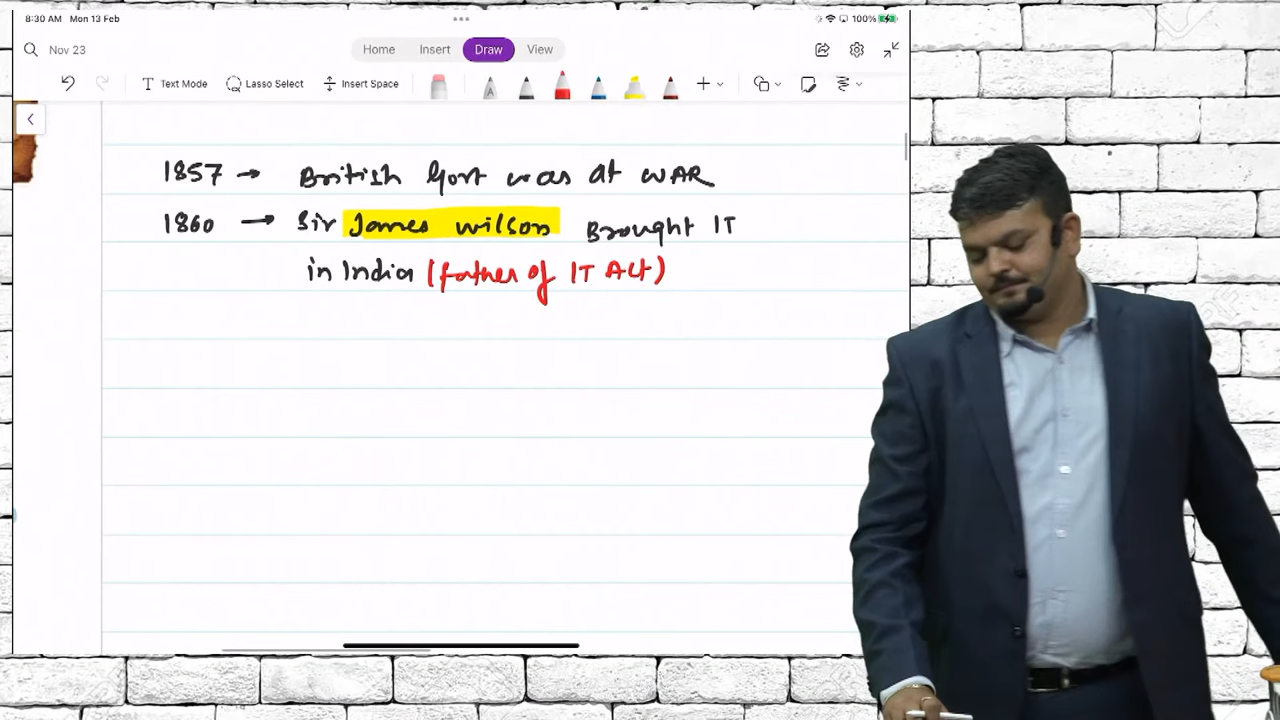 8:30 AM Mon 13 Feb
100%
Nov 23
Home Insert Draw View
Text Mode Lasso Select Insert Space
1857 → British Govt was at WAR
1860 → Sir James Wilson Brought IT
in India (father of IT Act)